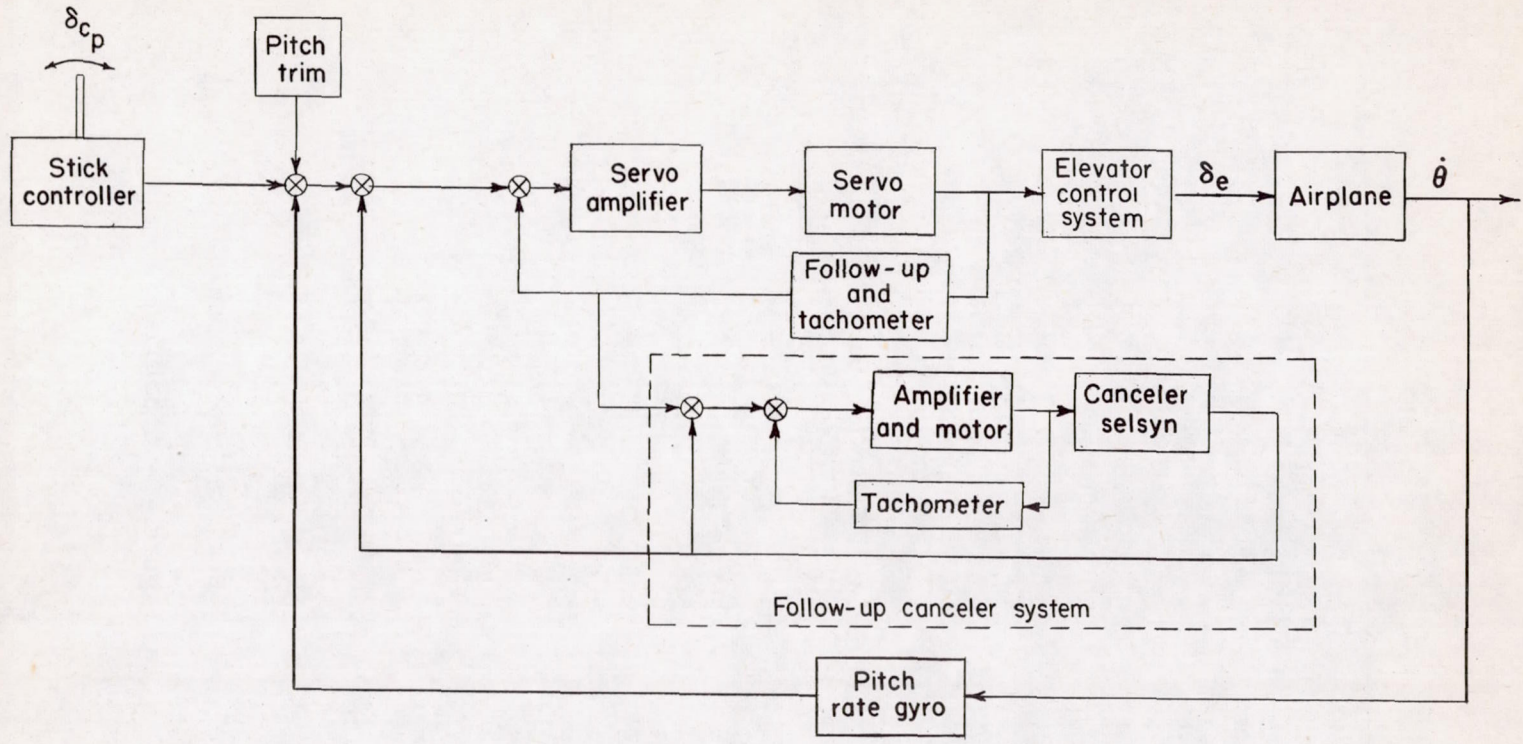 δcp
Pitch
trim
Stick
controller
Servo
amplifier
Servo
motor
Elevator
control
system
δe
Airplane
θ̇
Follow-up
and
tachometer
Amplifier
and motor
Canceler
selsyn
Tachometer
Follow-up canceler system
Pitch
rate gyro